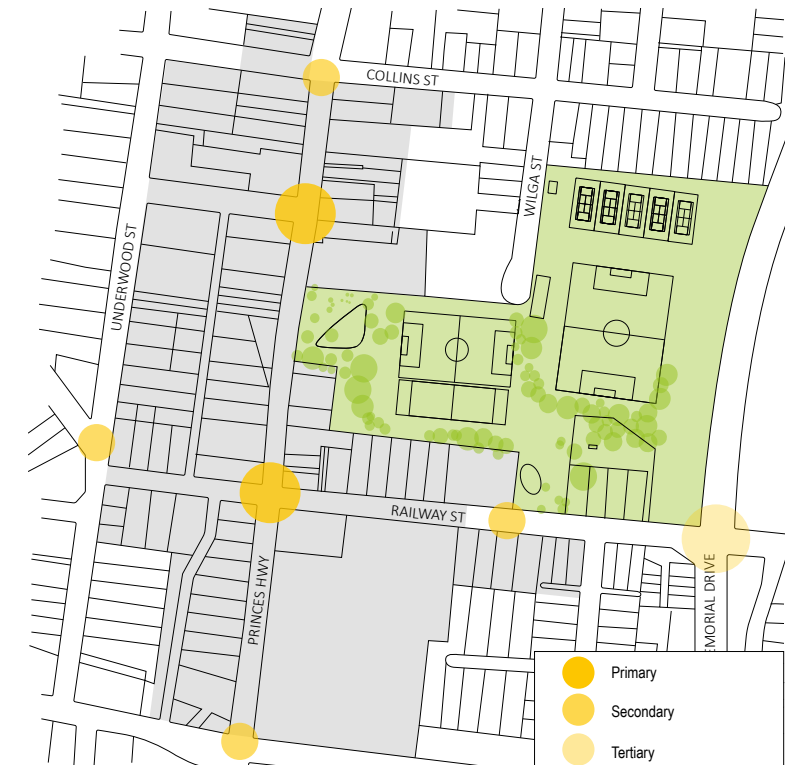 COLLINS ST
WILGA ST
UNDERWOOD ST
RAILWAY ST
PRINCES HWY
EMORIAL DRIVE
Primary
Secondary
Tertiary